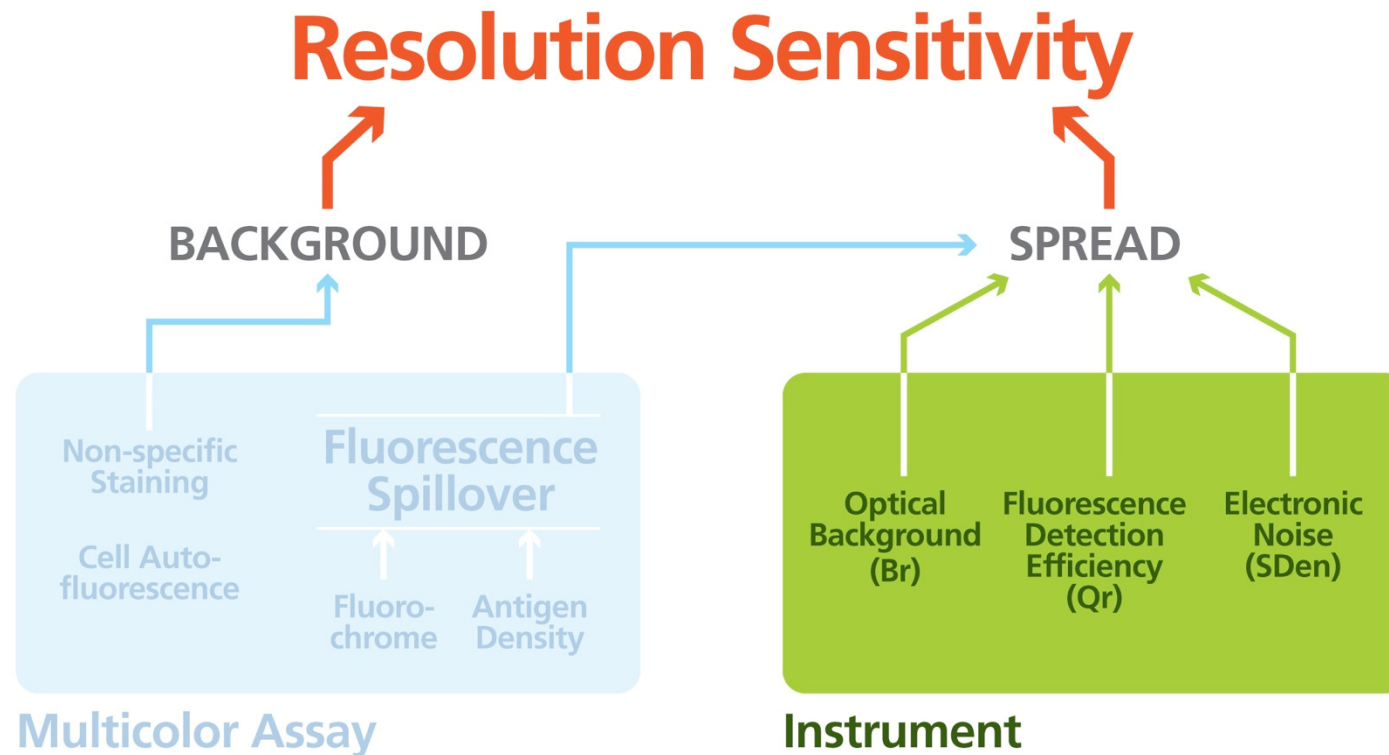 Resolution Sensitivity
BACKGROUND
SPREAD
Non-specific
Staining
Cell Auto-
fluorescence
Fluorescence
Spillover
Fluoro-
chrome
Antigen
Density
Multicolor Assay
Optical
Background
(Br)
Fluorescence
Detection
Efficiency
(Qr)
Electronic
Noise
(SDen)
Instrument